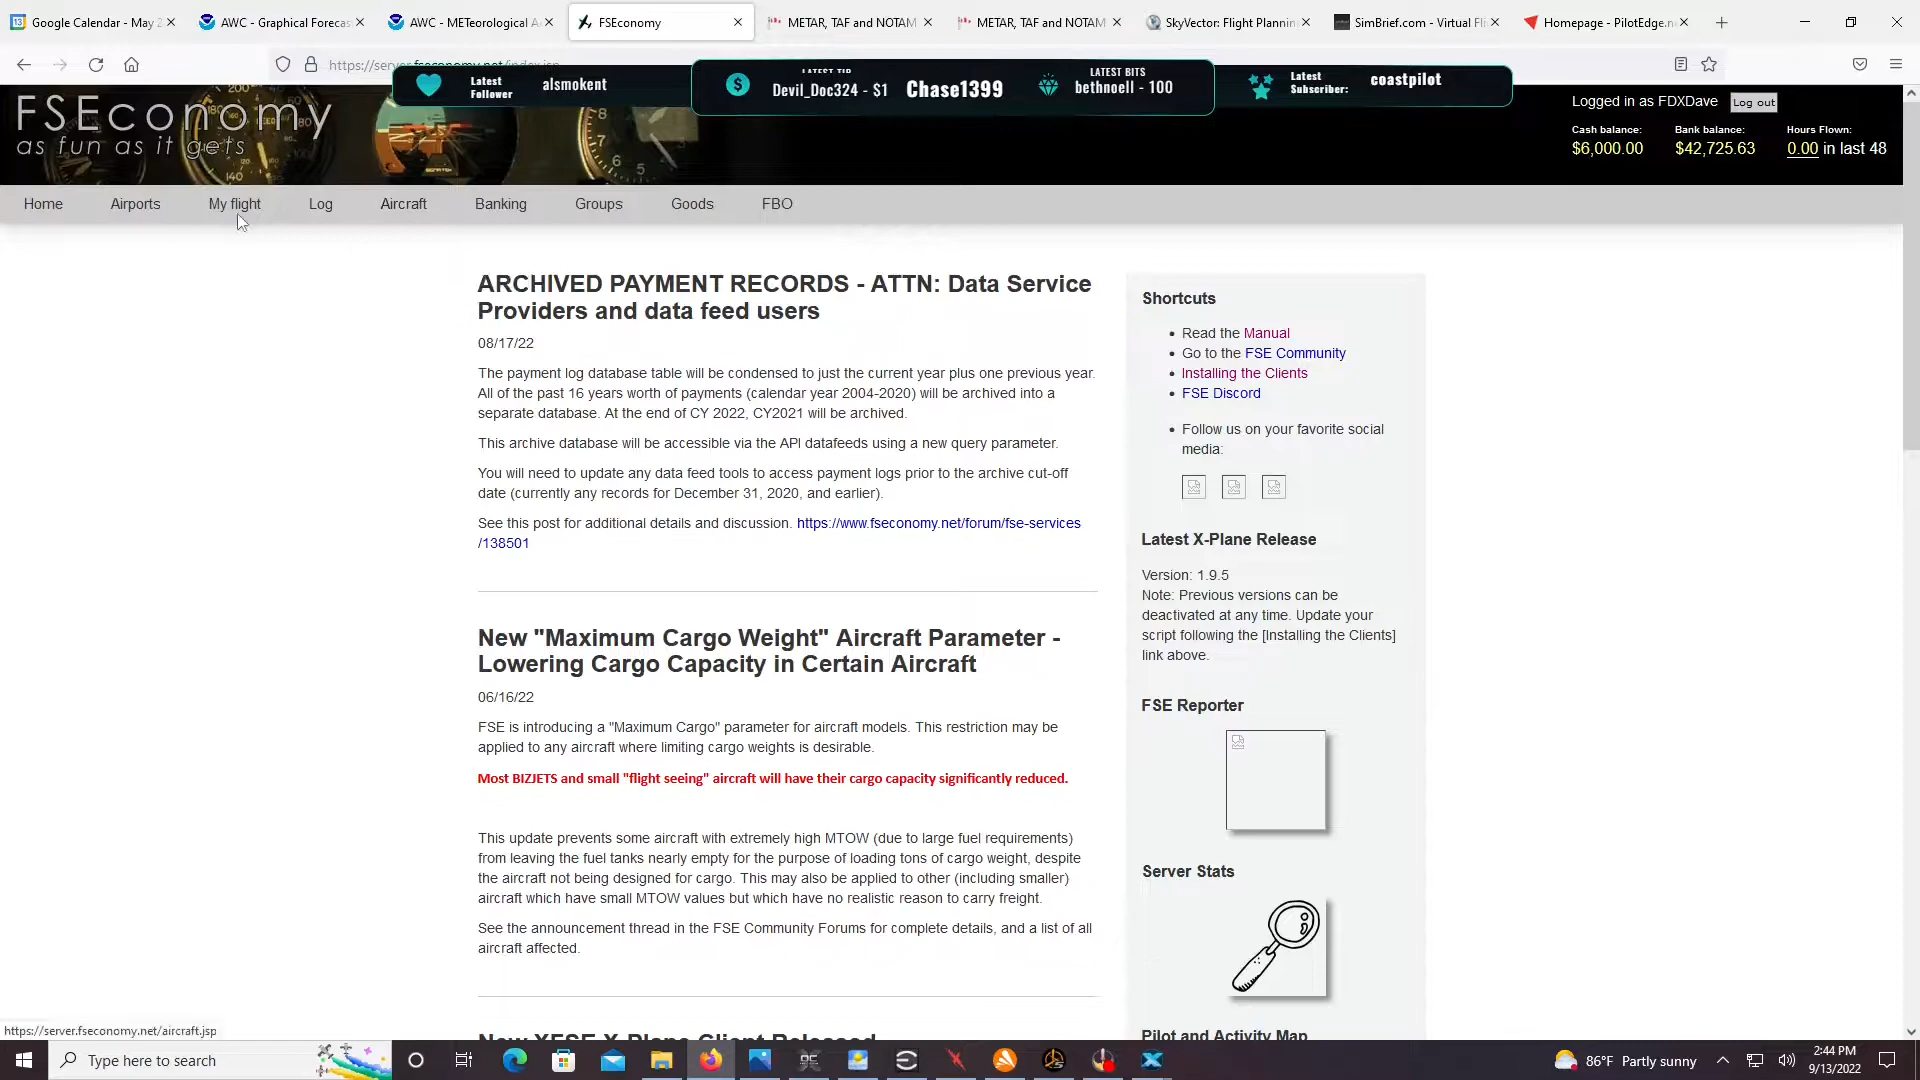 Google Calendar - May 2
AWC - Graphical Forecas
AWC - METeorological A
FSEconomy
METAR, TAF and NOTAM
METAR, TAF and NOTAM
SkyVector: Flight Plannin
SimBrief.com - Virtual Fli
Homepage - PilotEdge.ne
https://server.fseconomy.net/index.jsp
Latest
Follower
alsmokent
LATEST TIP
Devil_Doc324 - $1
Chase1399
LATEST BITS
bethnoell - 100
Latest
Subscriber:
coastpilot
FSEconomy
as fun as it gets
Logged in as FDXDave Log out
Cash balance: Bank balance: Hours Flown:
$6,000.00 $42,725.63 0.00 in last 48
Home Airports My flight Log Aircraft Banking Groups Goods FBO
ARCHIVED PAYMENT RECORDS - ATTN: Data Service
Providers and data feed users
08/17/22
The payment log database table will be condensed to just the current year plus one previous year.
All of the past 16 years worth of payments (calendar year 2004-2020) will be archived into a
separate database. At the end of CY 2022, CY2021 will be archived.
This archive database will be accessible via the API datafeeds using a new query parameter.
You will need to update any data feed tools to access payment logs prior to the archive cut-off
date (currently any records for December 31, 2020, and earlier).
See this post for additional details and discussion. https://www.fseconomy.net/forum/fse-services
/138501
New "Maximum Cargo Weight" Aircraft Parameter -
Lowering Cargo Capacity in Certain Aircraft
06/16/22
FSE is introducing a "Maximum Cargo" parameter for aircraft models. This restriction may be
applied to any aircraft where limiting cargo weights is desirable.
Most BIZJETS and small "flight seeing" aircraft will have their cargo capacity significantly reduced.
This update prevents some aircraft with extremely high MTOW (due to large fuel requirements)
from leaving the fuel tanks nearly empty for the purpose of loading tons of cargo weight, despite
the aircraft not being designed for cargo. This may also be applied to other (including smaller)
aircraft which have small MTOW values but which have no realistic reason to carry freight.
See the announcement thread in the FSE Community Forums for complete details, and a list of all
aircraft affected.
New XFSE X-Plane Client Released
Shortcuts
Read the Manual
Go to the FSE Community
Installing the Clients
FSE Discord
Follow us on your favorite social
media:
Latest X-Plane Release
Version: 1.9.5
Note: Previous versions can be
deactivated at any time. Update your
script following the [Installing the Clients]
link above.
FSE Reporter
Server Stats
Pilot and Activity Map
https://server.fseconomy.net/aircraft.jsp
Type here to search
86°F Partly sunny
2:44 PM
9/13/2022